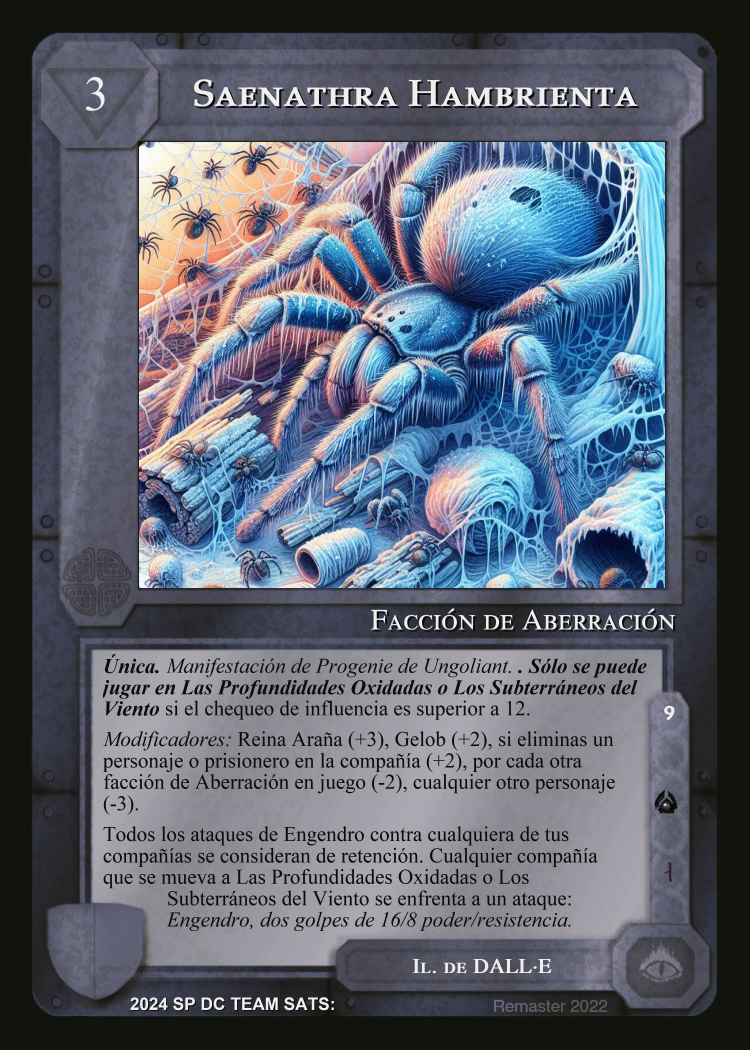 3
Saenathra Hambrienta
Facción de Aberración
Única. Manifestación de Progenie de Ungoliant. . Sólo se puede
jugar en Las Profundidades Oxidadas o Los Subterráneos del
Viento si el chequeo de influencia es superior a 12.
9
Modificadores: Reina Araña (+3), Gelob (+2), si eliminas un
personaje o prisionero en la compañía (+2), por cada otra
facción de Aberración en juego (-2), cualquier otro personaje
(-3).
Todos los ataques de Engendro contra cualquiera de tus
compañías se consideran de retención. Cualquier compañía
que se mueva a Las Profundidades Oxidadas o Los
Subterráneos del Viento se enfrenta a un ataque:
Engendro, dos golpes de 16/8 poder/resistencia.
Il. de DALL·E
2024 SP DC TEAM SATS:
Remaster 2022